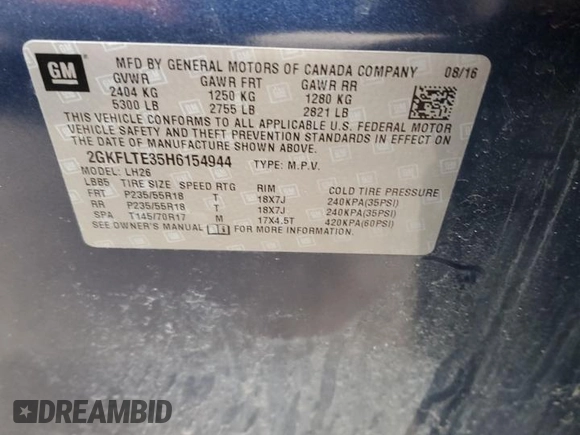 GM
MFD BY GENERAL MOTORS OF CANADA COMPANY 08/16
GVWR GAWR FRT GAWR RR
2404 KG 1250 KG 1280 KG
5300 LB 2755 LB 2821 LB
THIS VEHICLE CONFORMS TO ALL APPLICABLE U.S. FEDERAL MOTOR
VEHICLE SAFETY AND THEFT PREVENTION STANDARDS IN EFFECT ON
THE DATE OF MANUFACTURE SHOWN ABOVE.
2GKFLTE35H6154944 TYPE: M.P.V.
MODEL: LH26
LBB5 TIRE SIZE SPEED RTG RIM COLD TIRE PRESSURE
FRT P235/55R18 T 18X7J 240KPA(35PSI)
RR P235/55R18 T 18X7J 240KPA(35PSI)
SPA T145/70R17 M 17X4.5T 420KPA(60PSI)
SEE OWNER'S MANUAL FOR MORE INFORMATION.
DREAMBID